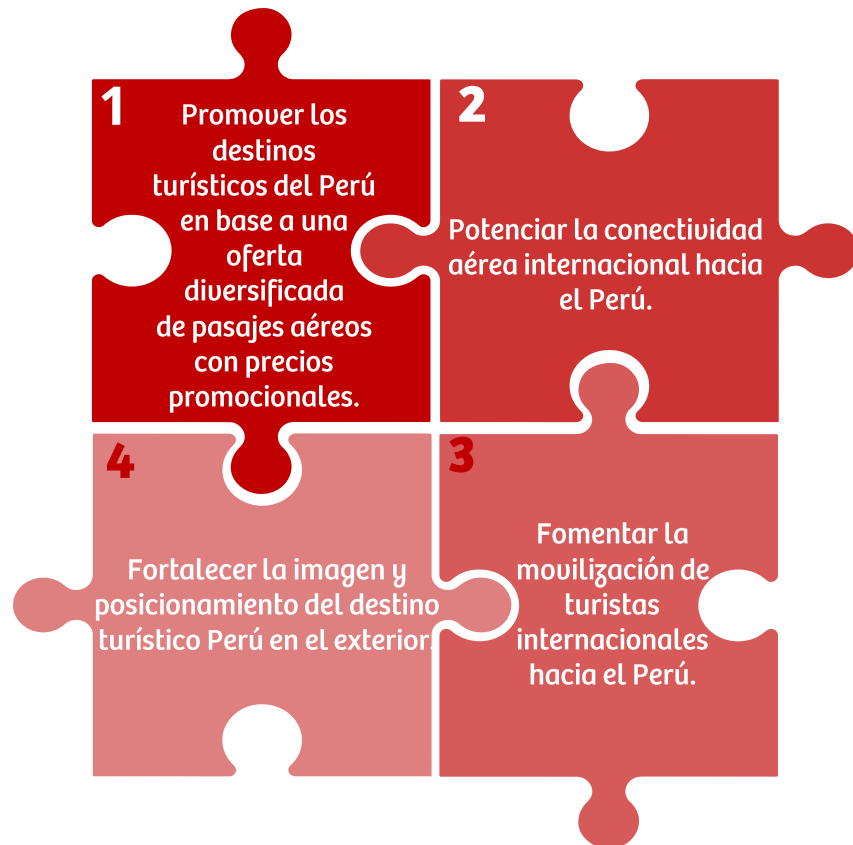 1
Promover los
destinos
turísticos del Perú
en base a una
oferta
diversificada
de pasajes aéreos
con precios
promocionales.
2
Potenciar la conectividad
aérea internacional hacia
el Perú.
3
Fomentar la
movilización de
turistas
internacionales
hacia el Perú.
4
Fortalecer la imagen y
posicionamiento del destino
turístico Perú en el exterior.